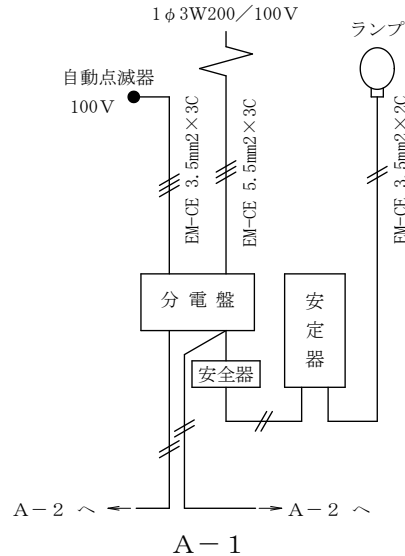 1φ3W200/100V
ランプ
自動点滅器
100V
EM-CE 3.5mm2×3C
EM-CE 5.5mm2×3C
EM-CE 3.5mm2×2C
分電盤
安定器
安全器
A-2 へ
A-2 へ
A-1